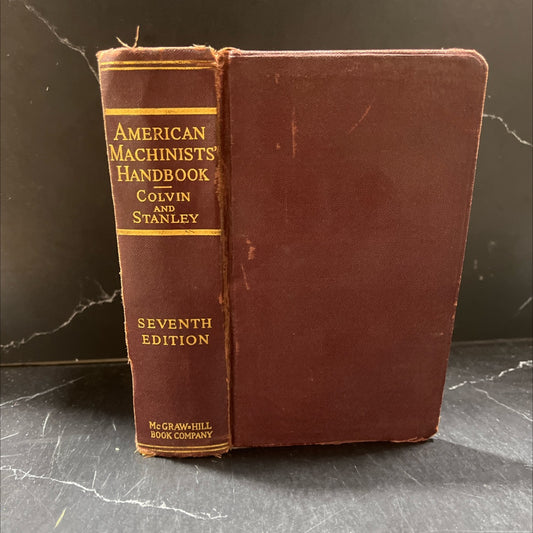 AMERICAN
MACHINISTS'
HANDBOOK
COLVIN
AND
STANLEY
SEVENTH
EDITION
McGRAW-HILL
BOOK COMPANY